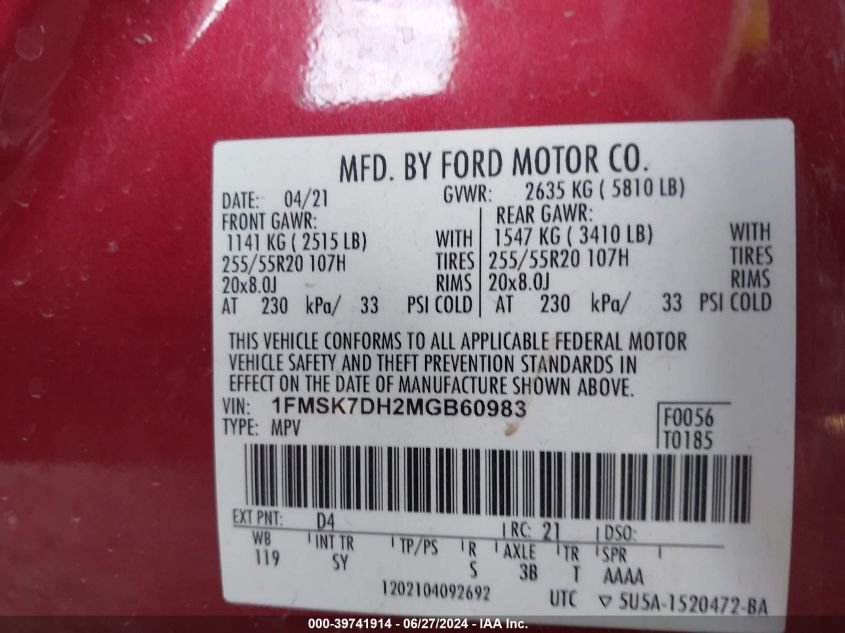 MFD. BY FORD MOTOR CO.
DATE: 04/21 GVWR: 2635 KG ( 5810 LB)
FRONT GAWR: REAR GAWR:
1141 KG ( 2515 LB) WITH 1547 KG ( 3410 LB) WITH
255/55R20 107H TIRES 255/55R20 107H TIRES
20x8.0J RIMS 20x8.0J RIMS
AT 230 kPa/ 33 PSI COLD AT 230 kPa/ 33 PSI COLD
THIS VEHICLE CONFORMS TO ALL APPLICABLE FEDERAL MOTOR
VEHICLE SAFETY AND THEFT PREVENTION STANDARDS IN
EFFECT ON THE DATE OF MANUFACTURE SHOWN ABOVE.
VIN: 1FMSK7DH2MGB60983 F0056
TYPE: MPV T0185
EXT PNT: D4 RC: 21 DSO:
WB INT TR TP/PS R AXLE TR SPR
119 SY S 3B T AAAA
1202104092692 UTC ▽ 5U5A-1520472-BA
000-39741914 - 06/27/2024 - IAA Inc.